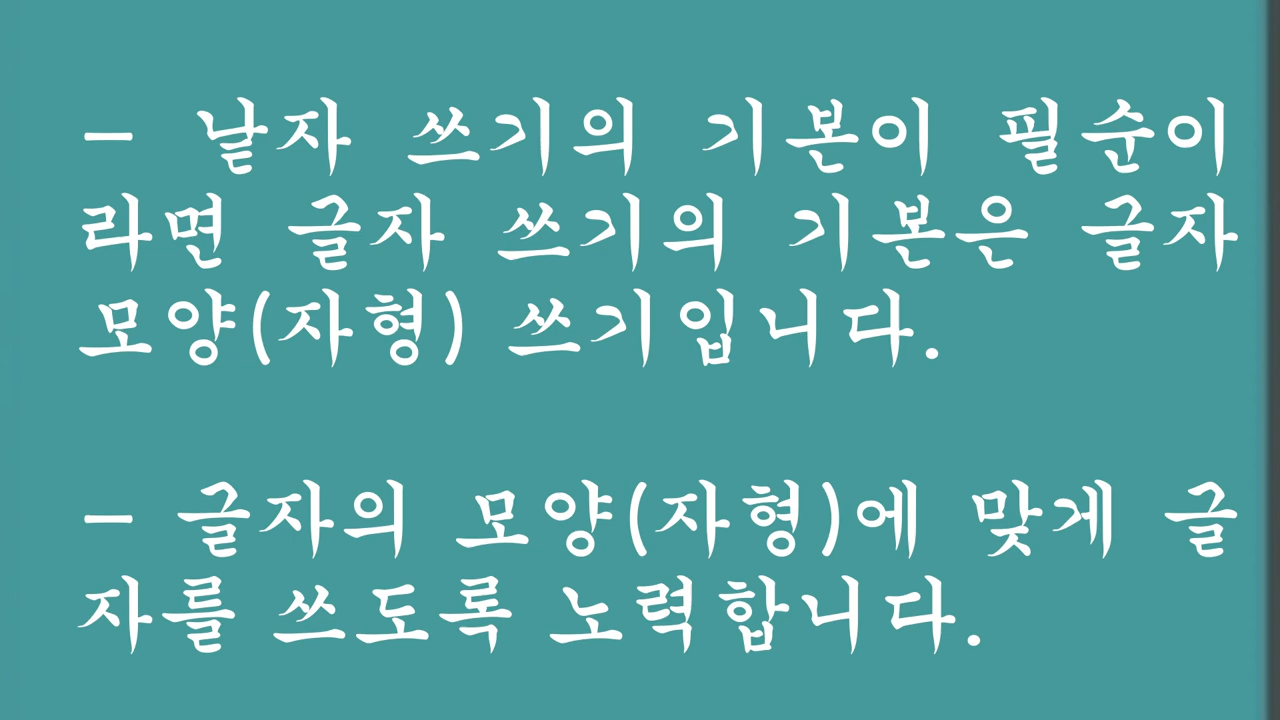 - 낱자 쓰기의 기본이 필순이
라면 글자 쓰기의 기본은 글자
모양(자형) 쓰기입니다.
- 글자의 모양(자형)에 맞게 글
자를 쓰도록 노력합니다.